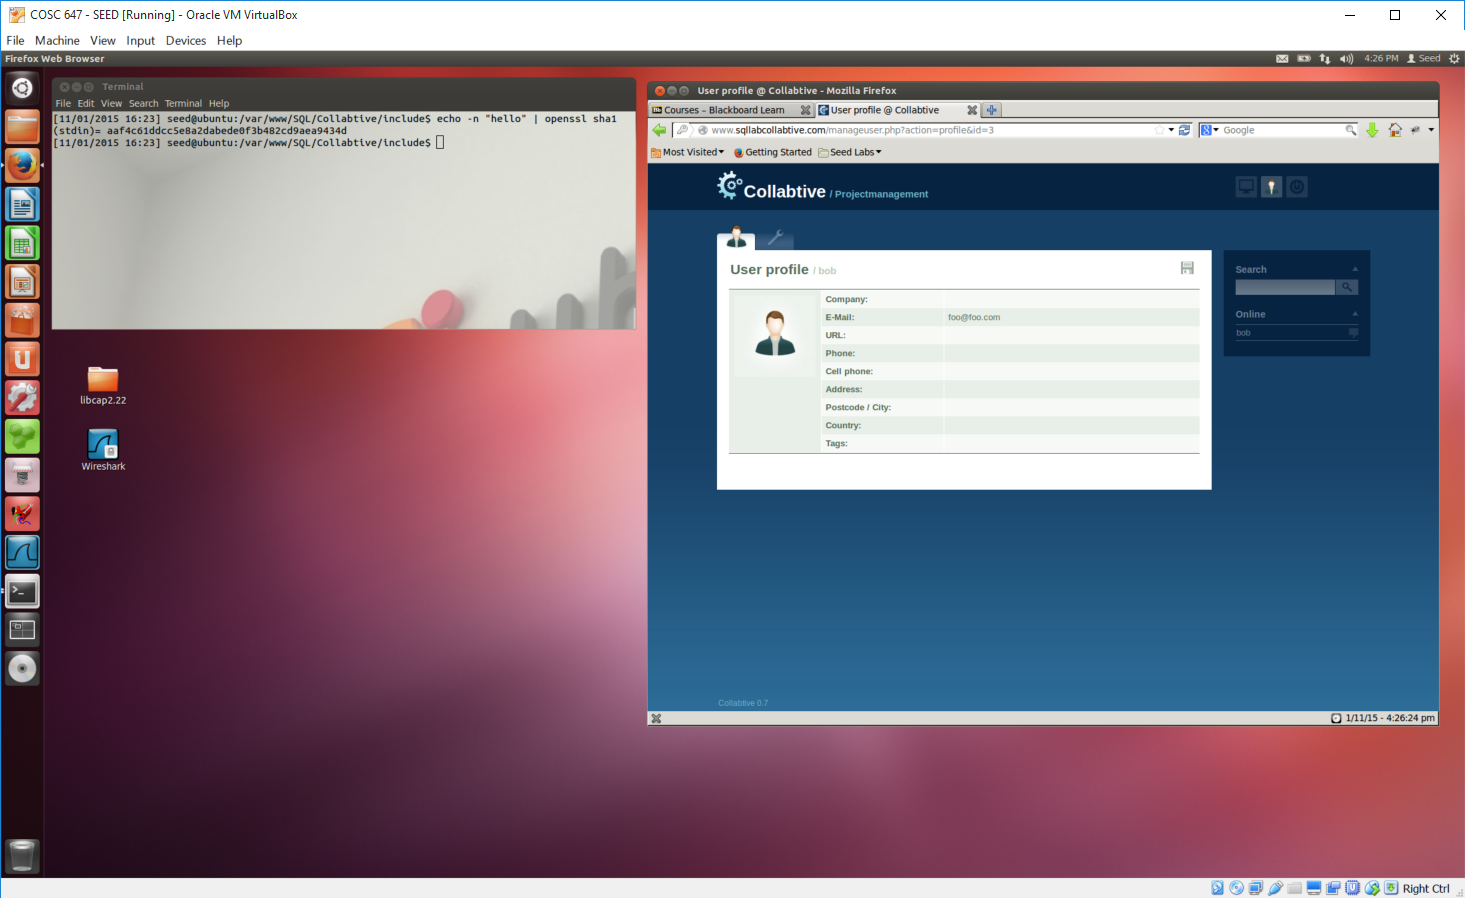 COSC 647 - SEED [Running] - Oracle VM VirtualBox
File Machine View Input Devices Help
Firefox Web Browser
4:26 PM Seed
Terminal
File Edit View Search Terminal Help
[11/01/2015 16:23] seed@ubuntu:/var/www/SQL/Collabtive/include$ echo -n "hello" | openssl sha1
(stdin)= aaf4c61ddcc5e8a2dabede0f3b482cd9aea9434d
[11/01/2015 16:23] seed@ubuntu:/var/www/SQL/Collabtive/include$
libcap2.22
Wireshark
User profile @ Collabtive - Mozilla Firefox
Courses – Blackboard Learn
User profile @ Collabtive
www.sqllabcollabtive.com/manageuser.php?action=profile&id=3
Google
Most Visited Getting Started Seed Labs
Collabtive / Projectmanagement
User profile / bob
Company:
E-Mail: foo@foo.com
URL:
Phone:
Cell phone:
Address:
Postcode / City:
Country:
Tags:
Search
Online
bob
Collabtive 0.7
1/11/15 - 4:26:24 pm
Right Ctrl